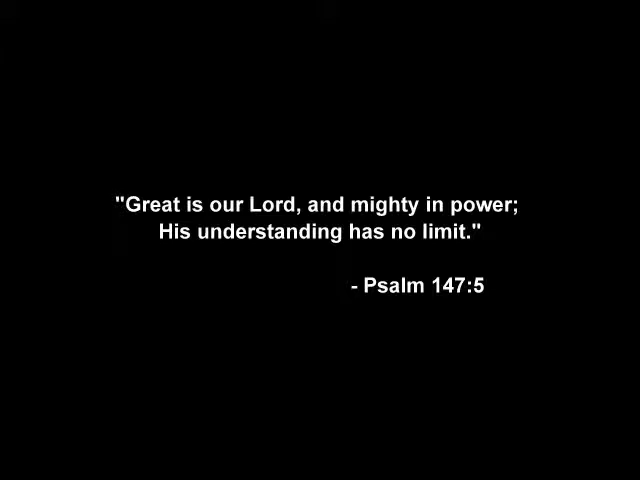 "Great is our Lord, and mighty in power;
His understanding has no limit."
- Psalm 147:5